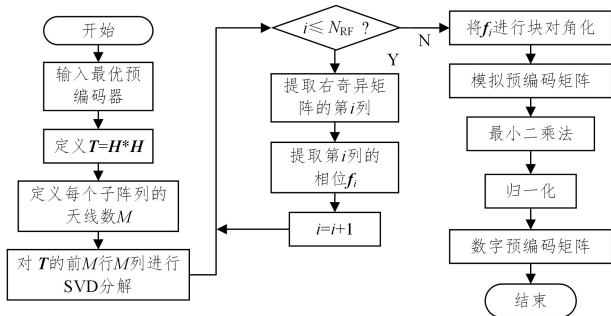 开始
输入最优预
编码器
定义T=H*H
定义每个子阵列的
天线数M
对 T的前M行M列进行
SVD分解
i≤ N_RF ?
N
Y
提取右奇异矩
阵的第i列
提取第i列的
相位f_i
i=i+1
将f_i进行块对角化
模拟预编码矩阵
最小二乘法
归一化
数字预编码矩阵
结束